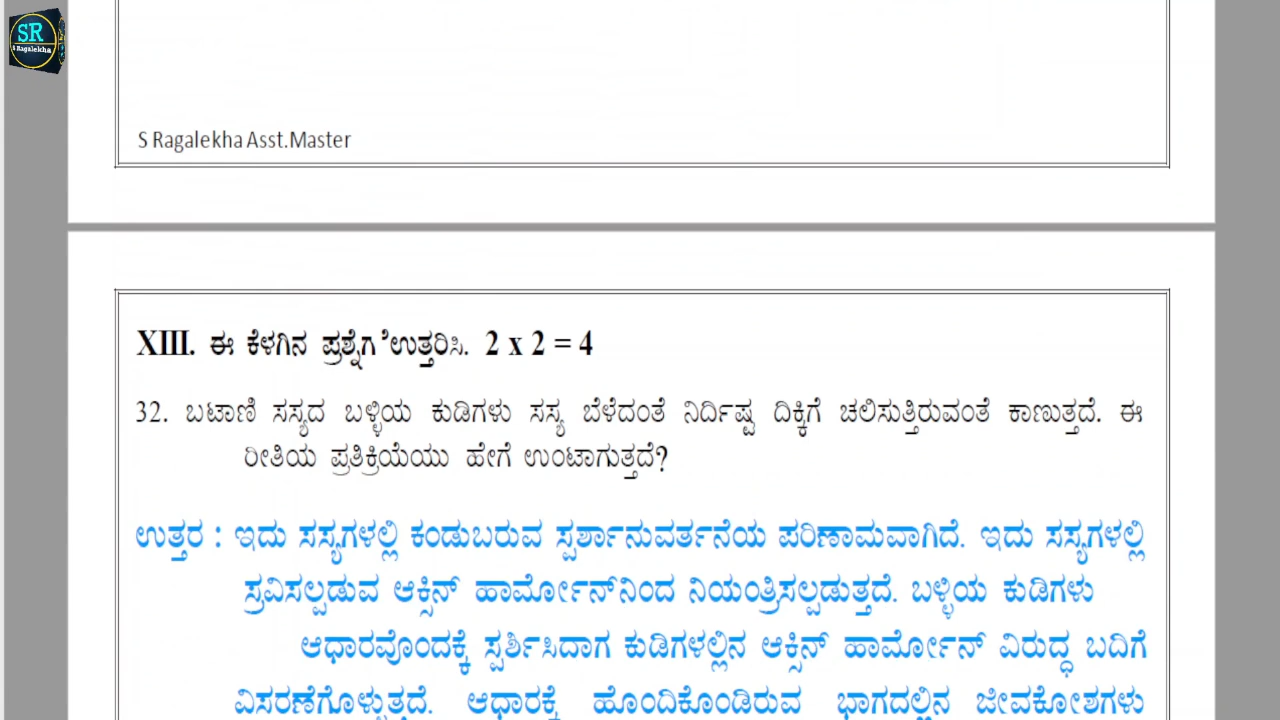 SR
S Ragalekha
S Ragalekha Asst.Master
XIII. ಈ ಕೆಳಗಿನ ಪ್ರಶ್ನೆಗೆ ಉತ್ತರಿಸಿ. 2 x 2 = 4
32. ಬಟಾಣಿ ಸಸ್ಯದ ಬಳ್ಳಿಯ ಕುಡಿಗಳು ಸಸ್ಯ ಬೆಳೆದಂತೆ ನಿರ್ದಿಷ್ಟ ದಿಕ್ಕಿಗೆ ಚಲಿಸುತ್ತಿರುವಂತೆ ಕಾಣುತ್ತದೆ. ಈ
ರೀತಿಯ ಪ್ರತಿಕ್ರಿಯೆಯು ಹೇಗೆ ಉಂಟಾಗುತ್ತದೆ?
ಉತ್ತರ : ಇದು ಸಸ್ಯಗಳಲ್ಲಿ ಕಂಡುಬರುವ ಸ್ಪರ್ಶಾನುವರ್ತನೆಯ ಪರಿಣಾಮವಾಗಿದೆ. ಇದು ಸಸ್ಯಗಳಲ್ಲಿ
ಸ್ರವಿಸಲ್ಪಡುವ ಆಕ್ಸಿನ್ ಹಾರ್ಮೋನ್‌ನಿಂದ ನಿಯಂತ್ರಿಸಲ್ಪಡುತ್ತದೆ. ಬಳ್ಳಿಯ ಕುಡಿಗಳು
ಆಧಾರವೊಂದಕ್ಕೆ ಸ್ಪರ್ಶಿಸಿದಾಗ ಕುಡಿಗಳಲ್ಲಿನ ಆಕ್ಸಿನ್ ಹಾರ್ಮೋನ್ ವಿರುದ್ಧ ಬದಿಗೆ
ವಿಸರಣೆಗೊಳ್ಳುತ್ತದೆ. ಆಧಾರಕ್ಕೆ ಹೊಂದಿಕೊಂಡಿರುವ ಭಾಗದಲ್ಲಿನ ಜೀವಕೋಶಗಳು